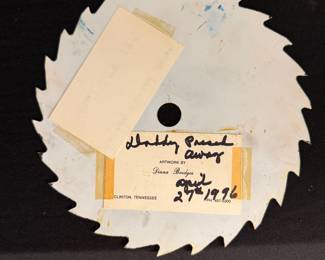 Daddy Passed
away
ARTWORK BY
Diana Bridges
April
27th 1996
CLINTON, TENNESSEE